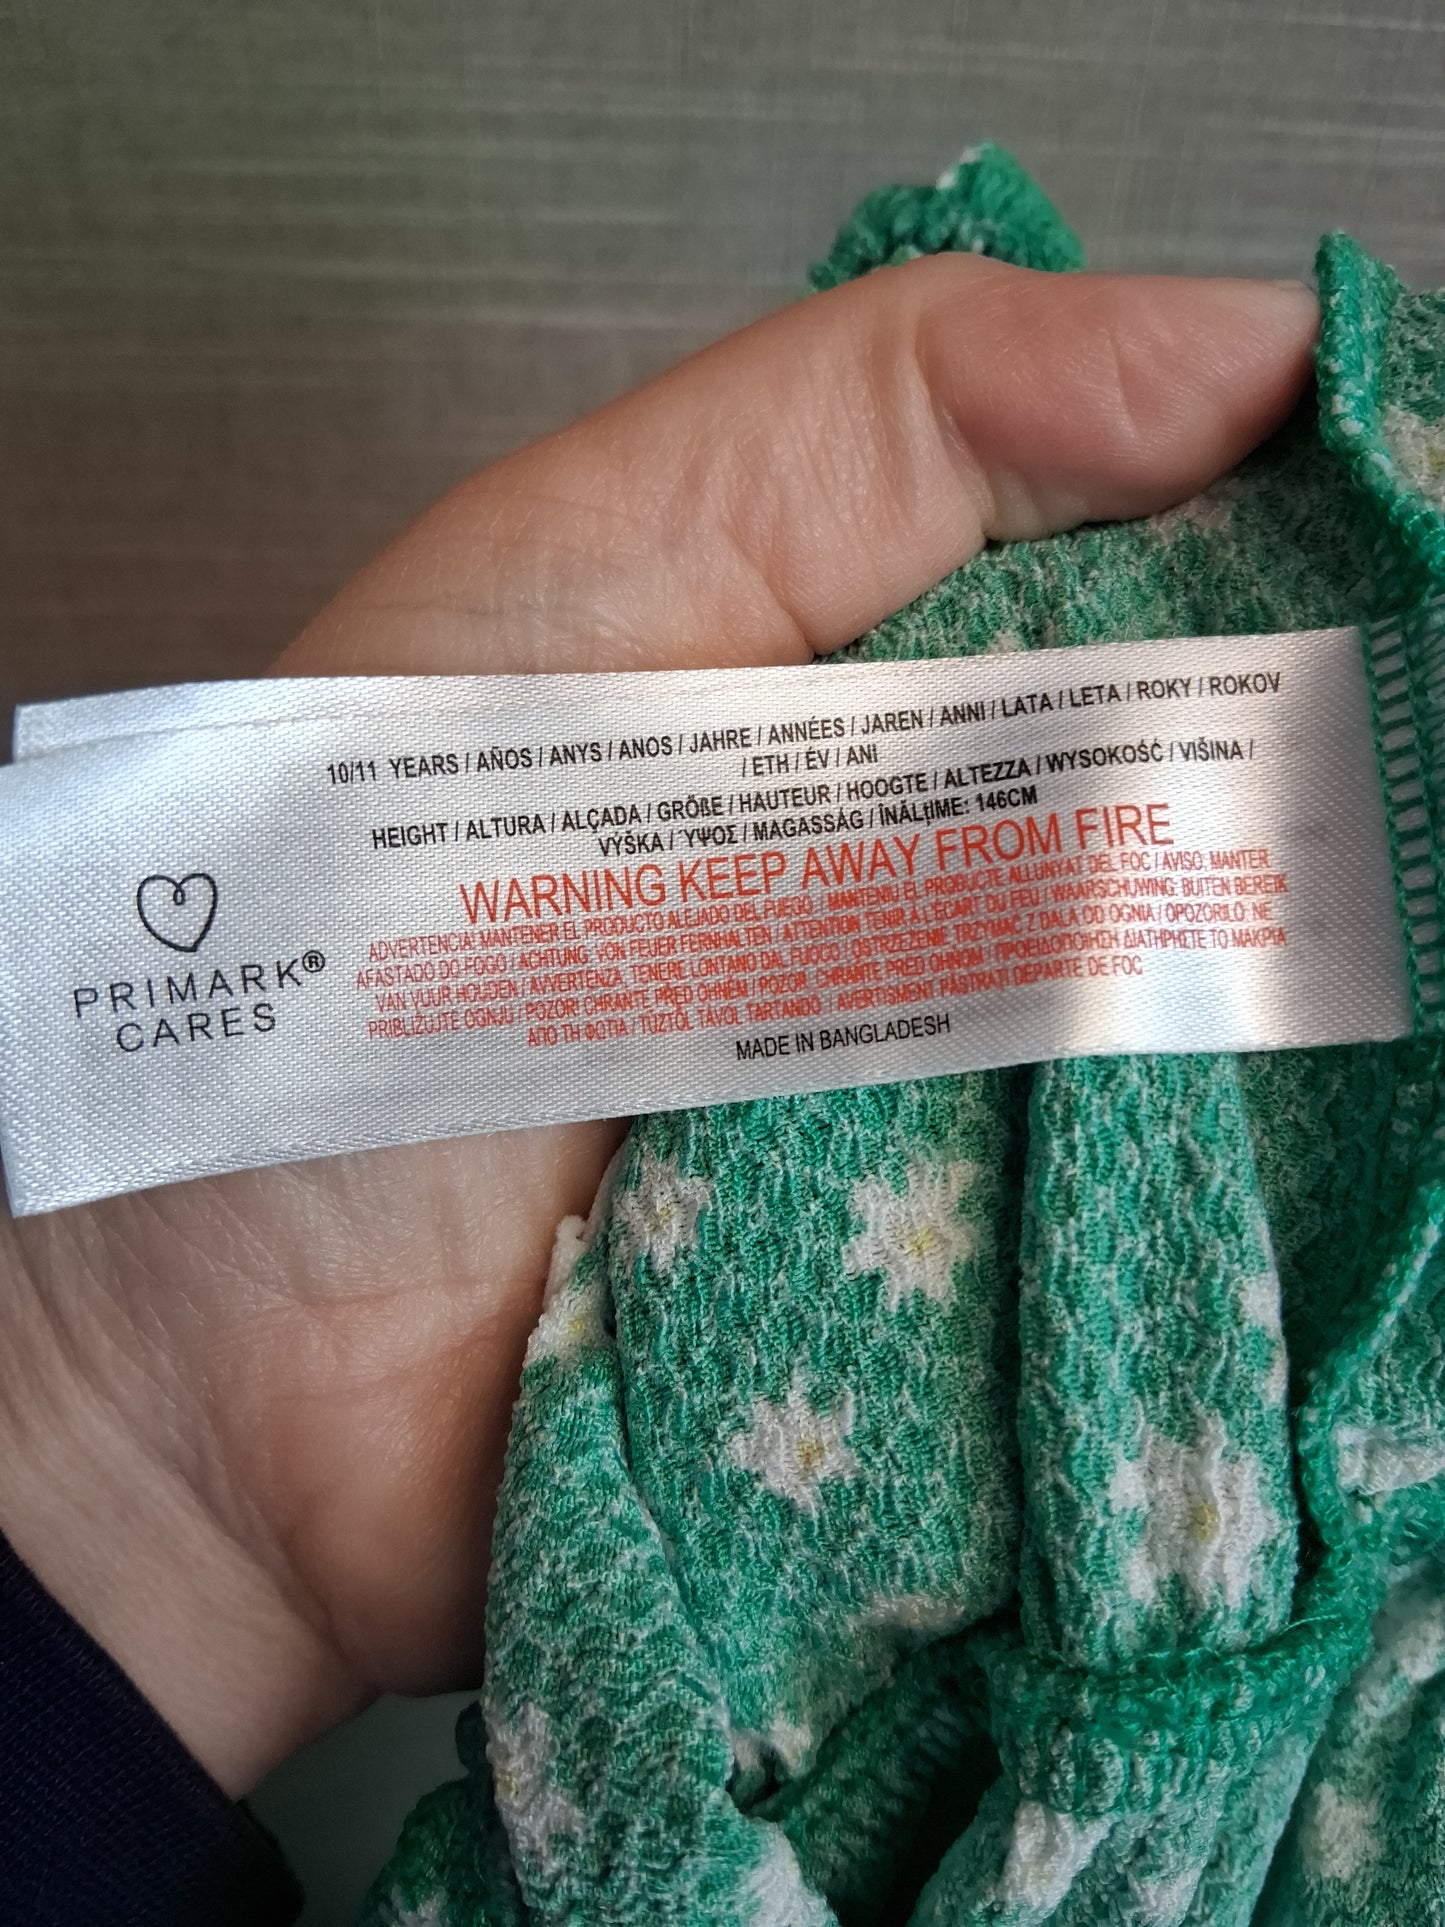 10/11 YEARS / AÑOS / ANYS / ANOS / JAHRE / ANNÉES / JAREN / ANNI / LATA / LETA / ROKY / ROKOV
/ ETH / ÉV / ANI
HEIGHT / ALTURA / ALÇADA / GRÖßE / HAUTEUR / HOOGTE / ALTEZZA / WYSOKOŚĆ / VIŠINA /
VÝŠKA / ΎΨΟΣ / MAGASSÁG / ÎNĂLţIME: 146CM
WARNING KEEP AWAY FROM FIRE
ADVERTENCIA! MANTENER EL PRODUCTO ALEJADO DEL FUEGO / MANTENIU EL PRODUCTE ALLUNYAT DEL FOC / AVISO: MANTER
AFASTADO DO FOGO / ACHTUNG: VON FEUER FERNHALTEN / ATTENTION TENIR À L'ÉCART DU FEU / WAARSCHUWING: BUITEN BEREIK
VAN VUUR HOUDEN / AVVERTENZA, TENERE LONTANO DAL FUOCO / OSTRZEŻENIE, TRZYMAĆ Z DALA OD OGNIA / OPOZORILO: NE
PRIBLIŽUJTE OGNJU / POZOR! CHRAŇTE PŘED OHNĚM / POZOR, CHRÁŇTE PRED OHŇOM / ΠΡΟΕΙΔΟΠΟΙΗΣΗ ΔΙΑΤΗΡΗΣΤΕ ΤΟ ΜΑΚΡΙΑ
ΑΠΟ ΤΗ ΦΩΤΙΑ / TŰZTŐL TÁVOL TARTANDÓ / AVERTISMENT PĂSTRAȚI DEPARTE DE FOC
MADE IN BANGLADESH
PRIMARK®
CARES